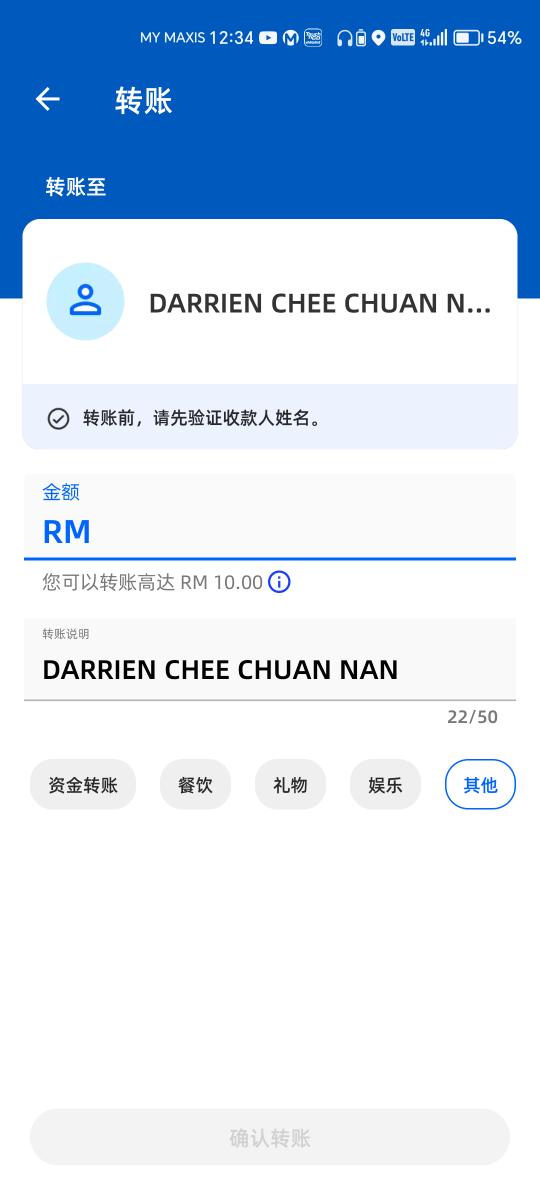 MY MAXIS 12:34 VoLTE 4G 54%
转账
转账至
DARRIEN CHEE CHUAN N...
转账前，请先验证收款人姓名。
金额
RM
您可以转账高达 RM 10.00
转账说明
DARRIEN CHEE CHUAN NAN
22/50
资金转账 餐饮 礼物 娱乐 其他
确认转账